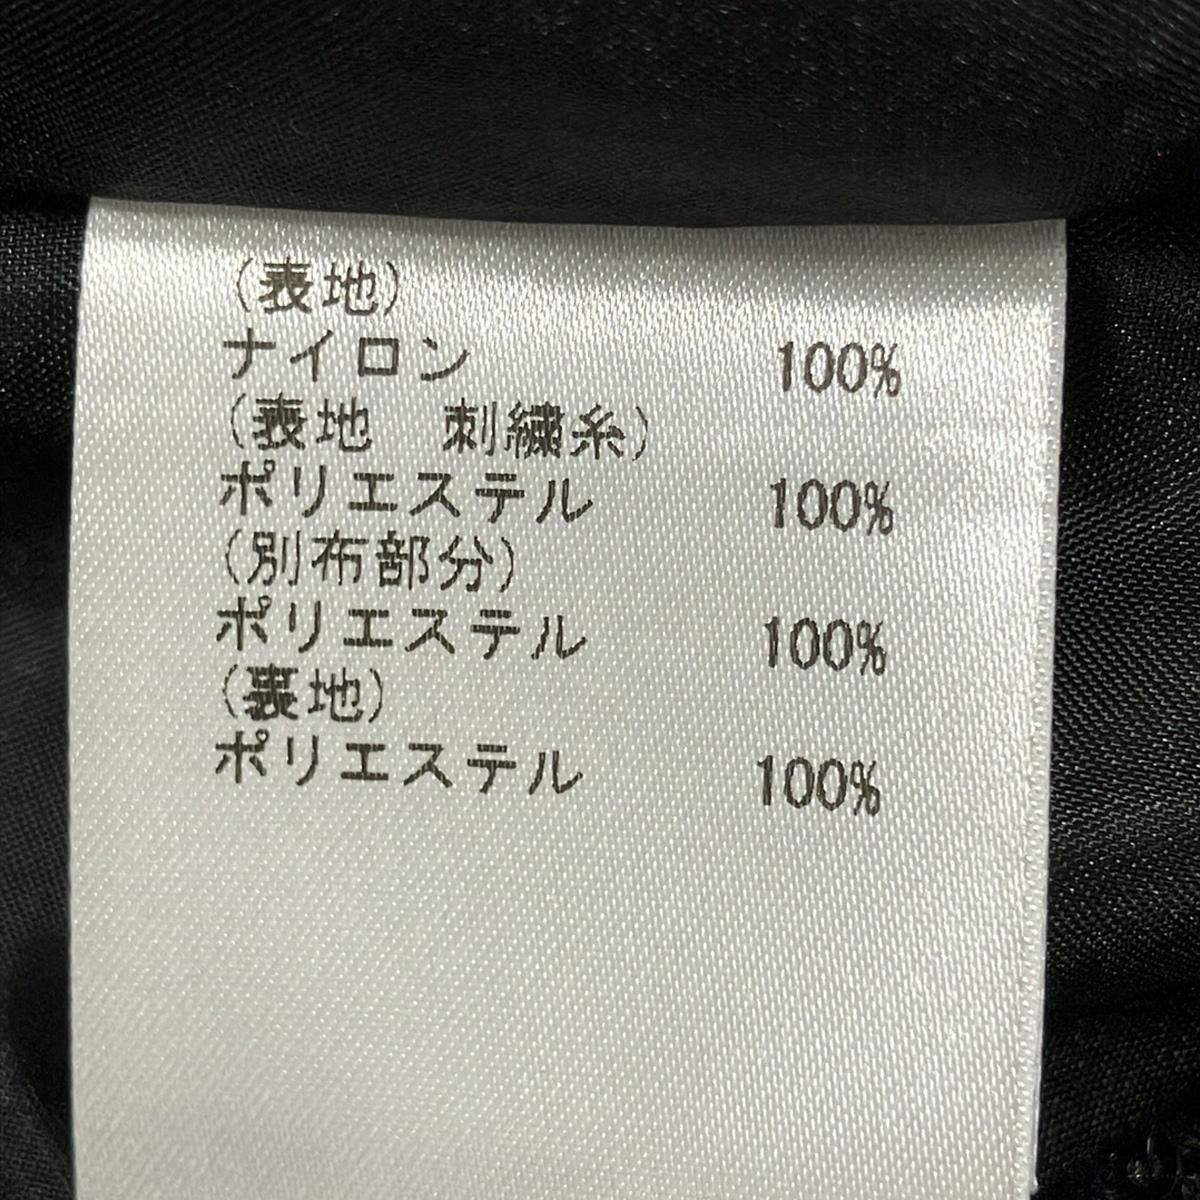 (表地)
ナイロン 100%
(表地 刺繍糸)
ポリエステル 100%
(別布部分)
ポリエステル 100%
(裏地)
ポリエステル 100%